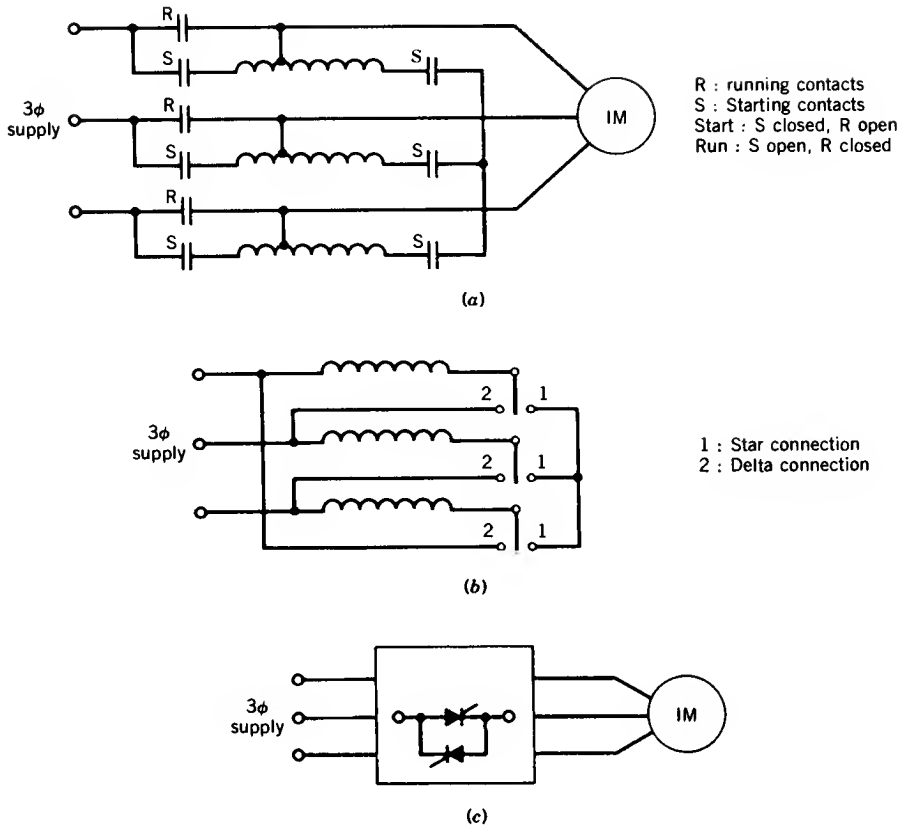 R
S
S
R
3ϕ
supply
S
S
R
S
S
IM
R : running contacts
S : Starting contacts
Start : S closed, R open
Run : S open, R closed
(a)
2 1
3ϕ
supply
2 1
2 1
1 : Star connection
2 : Delta connection
(b)
3ϕ
supply
IM
(c)